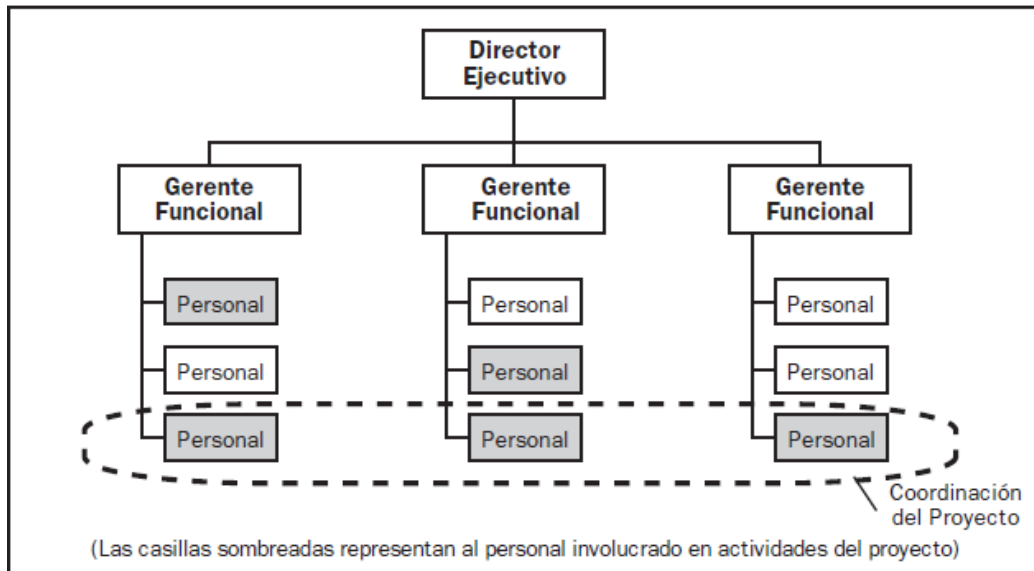 Director
Ejecutivo
Gerente
Funcional
Gerente
Funcional
Gerente
Funcional
Personal
Personal
Personal
Personal
Personal
Personal
Personal
Personal
Personal
Coordinación
del Proyecto
(Las casillas sombreadas representan al personal involucrado en actividades del proyecto)